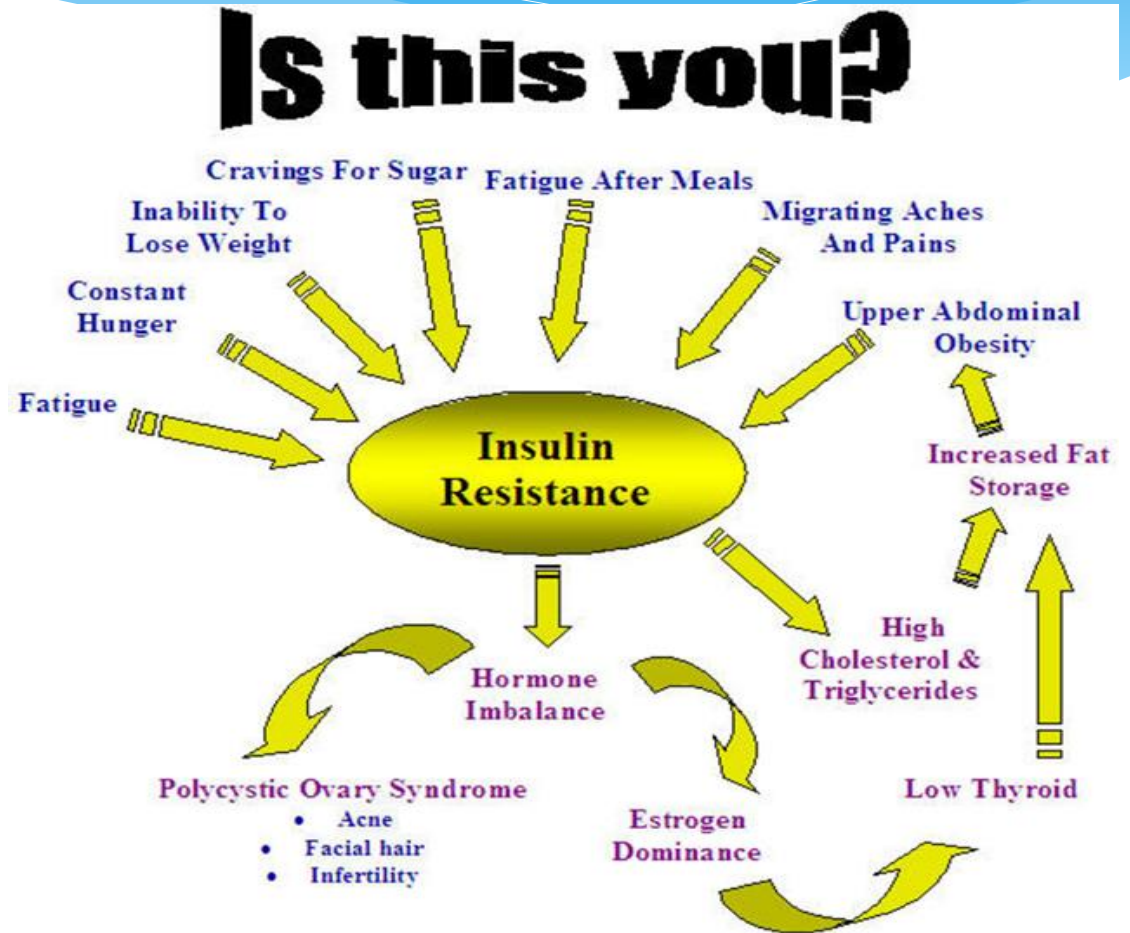 Is this you?
Cravings For Sugar
Fatigue After Meals
Inability To
Lose Weight
Migrating Aches
And Pains
Constant
Hunger
Upper Abdominal
Obesity
Fatigue
Insulin
Resistance
Increased Fat
Storage
High
Cholesterol &
Triglycerides
Hormone
Imbalance
Polycystic Ovary Syndrome
• Acne
• Facial hair
• Infertility
Estrogen
Dominance
Low Thyroid